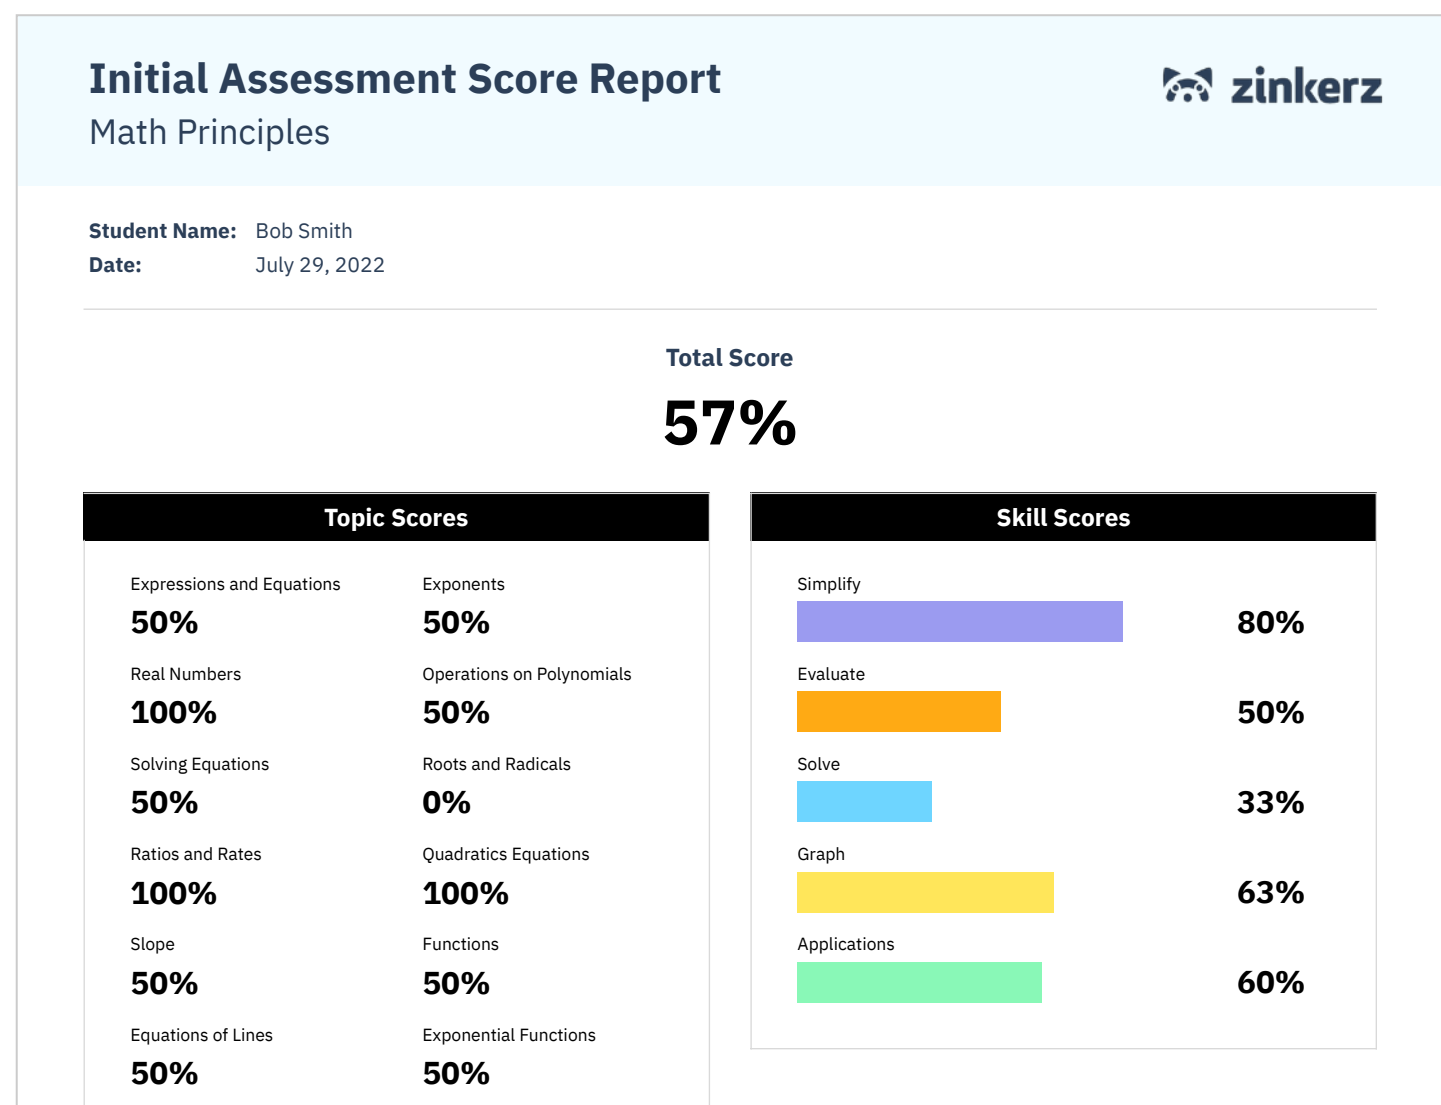 Initial Assessment Score Report
zinkerz
Math Principles
Student Name: Bob Smith
Date: July 29, 2022
Total Score
57%
Topic Scores
Expressions and Equations Exponents
50% 50%
Real Numbers Operations on Polynomials
100% 50%
Solving Equations Roots and Radicals
50% 0%
Ratios and Rates Quadratics Equations
100% 100%
Slope Functions
50% 50%
Equations of Lines Exponential Functions
50% 50%
Skill Scores
Simplify
80%
Evaluate
50%
Solve
33%
Graph
63%
Applications
60%